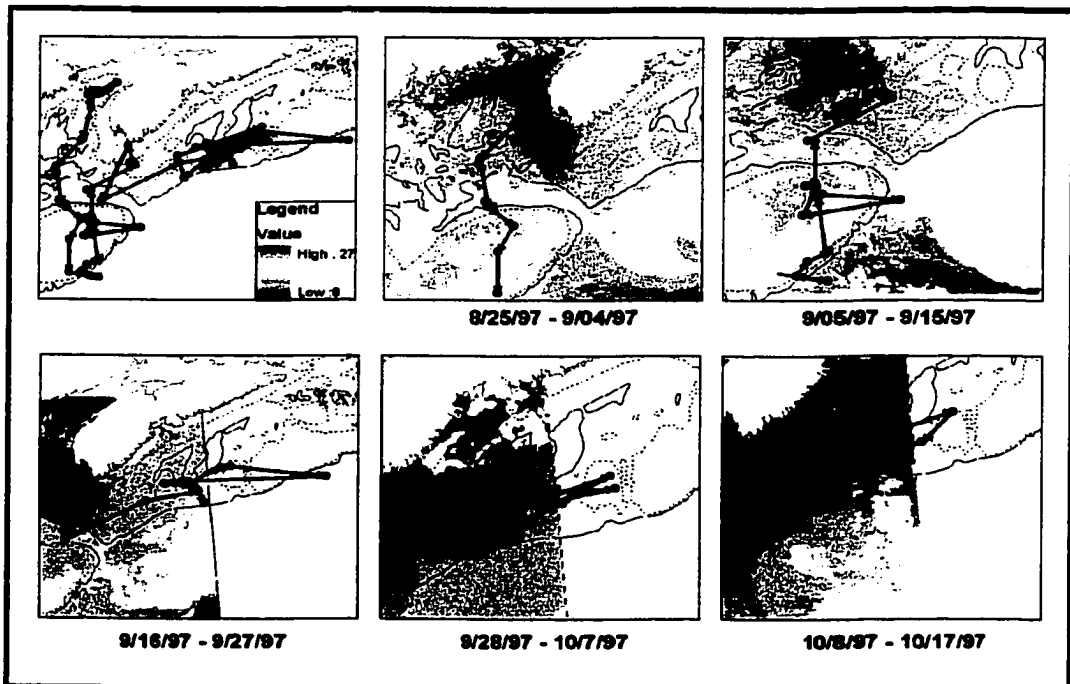 Legend
Value
High . 27
Low :8
8/25/97 - 9/04/97
9/05/97 - 9/15/97
9/16/97 - 9/27/97
9/28/97 - 10/7/97
10/8/97 - 10/17/97